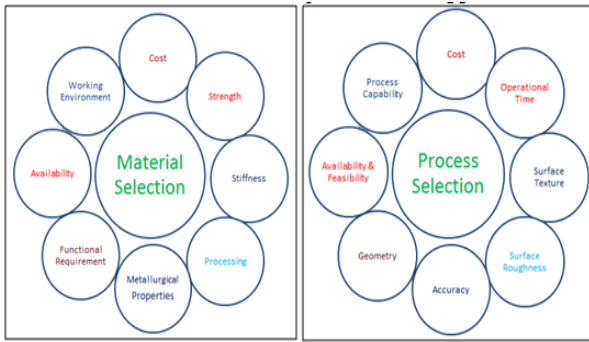 Cost
Working
Environment
Strength
Material
Selection
Availability
Stiffness
Functional
Requirement
Processing
Metallurgical
Properties
Cost
Process
Capability
Operational
Time
Process
Selection
Availability &
Feasibility
Surface
Texture
Geometry
Surface
Roughness
Accuracy